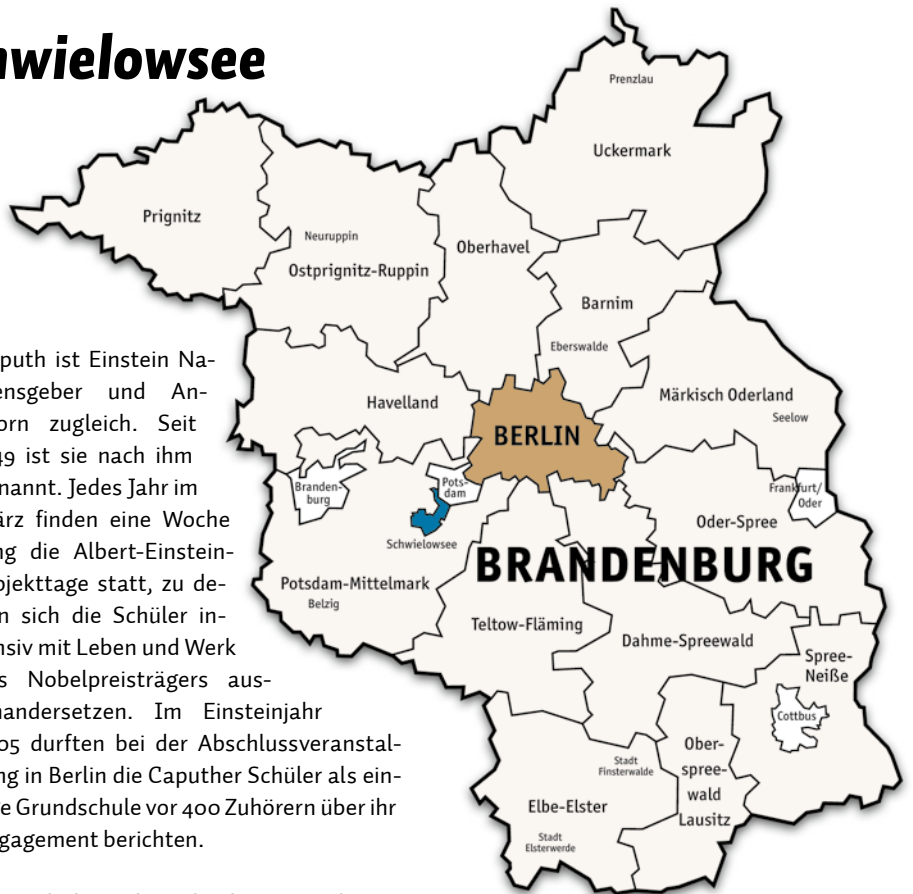 hwielowsee
Prenzlau
Uckermark
Prignitz
Neuruppin
Oberhavel
Ostprignitz-Ruppin
Barnim
Eberswalde
Märkisch Oderland
Seelow
Havelland
BERLIN
Branden-
burg
Pots-
dam
Frankfurt/
Oder
Oder-Spree
Schwielowsee
BRANDENBURG
Potsdam-Mittelmark
Belzig
Teltow-Fläming
Dahme-Spreewald
Spree-
Neiße
Cottbus
Ober-
spree-
wald
Lausitz
Stadt
Finsterwalde
Elbe-Elster
Stadt
Elsterwerde
puth ist Einstein Na-
ensgeber und An-
orn zugleich. Seit
49 ist sie nach ihm
nannt. Jedes Jahr im
ärz finden eine Woche
ng die Albert-Einstein-
ojekttage statt, zu de-
n sich die Schüler in-
nsiv mit Leben und Werk
s Nobelpreisträgers aus-
nandersetzen. Im Einsteinjahr
05 durften bei der Abschlussveranstal-
ng in Berlin die Caputher Schüler als ein-
ge Grundschule vor 400 Zuhörern über ihr
ngagement berichten.